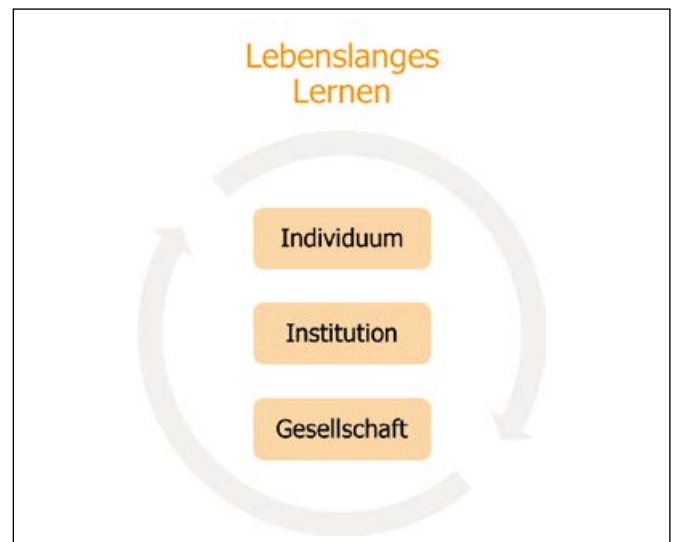 Lebenslanges
Lernen
Individuum
Institution
Gesellschaft